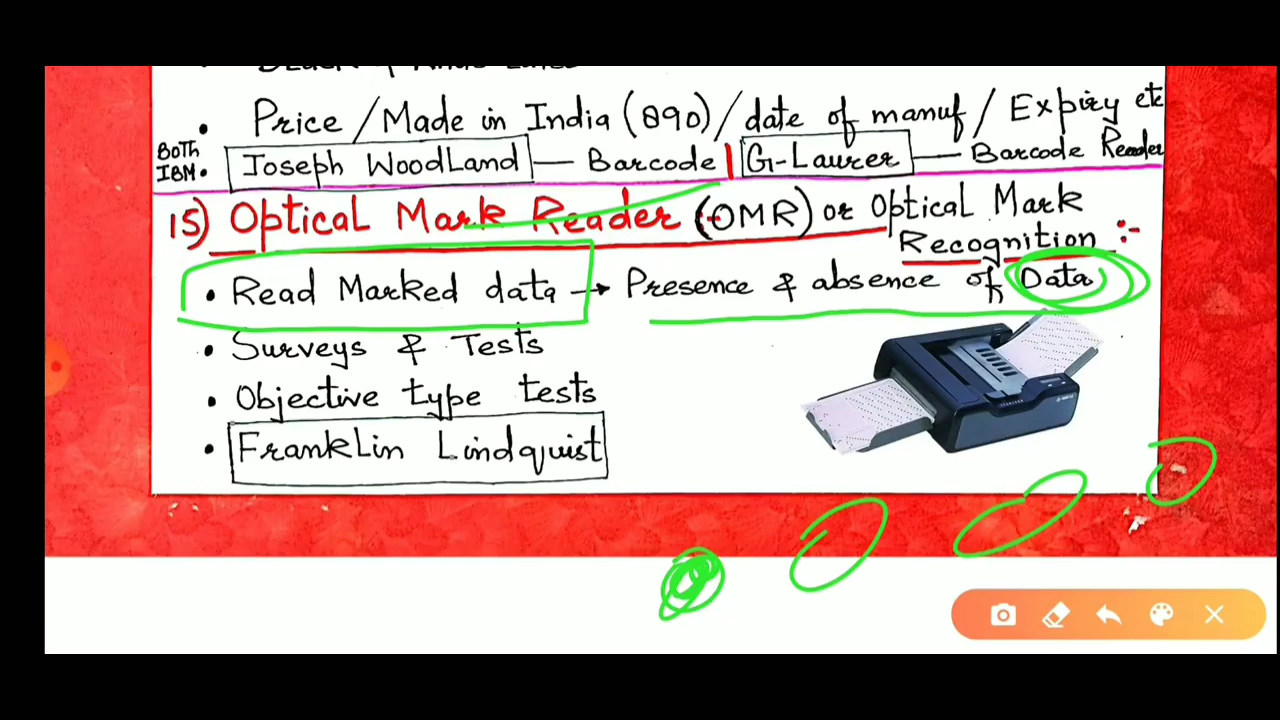 • Price / Made in India (890) / date of manuf / Expiry etc
BOTH IBM • Joseph WoodLand — Barcode | G-Laurer — Barcode Reader
15) Optical Mark Reader (OMR) or Optical Mark Recognition :-
• Read Marked data → Presence & absence of Data
• Surveys & Tests
• Objective type tests
• Franklin Lindquist